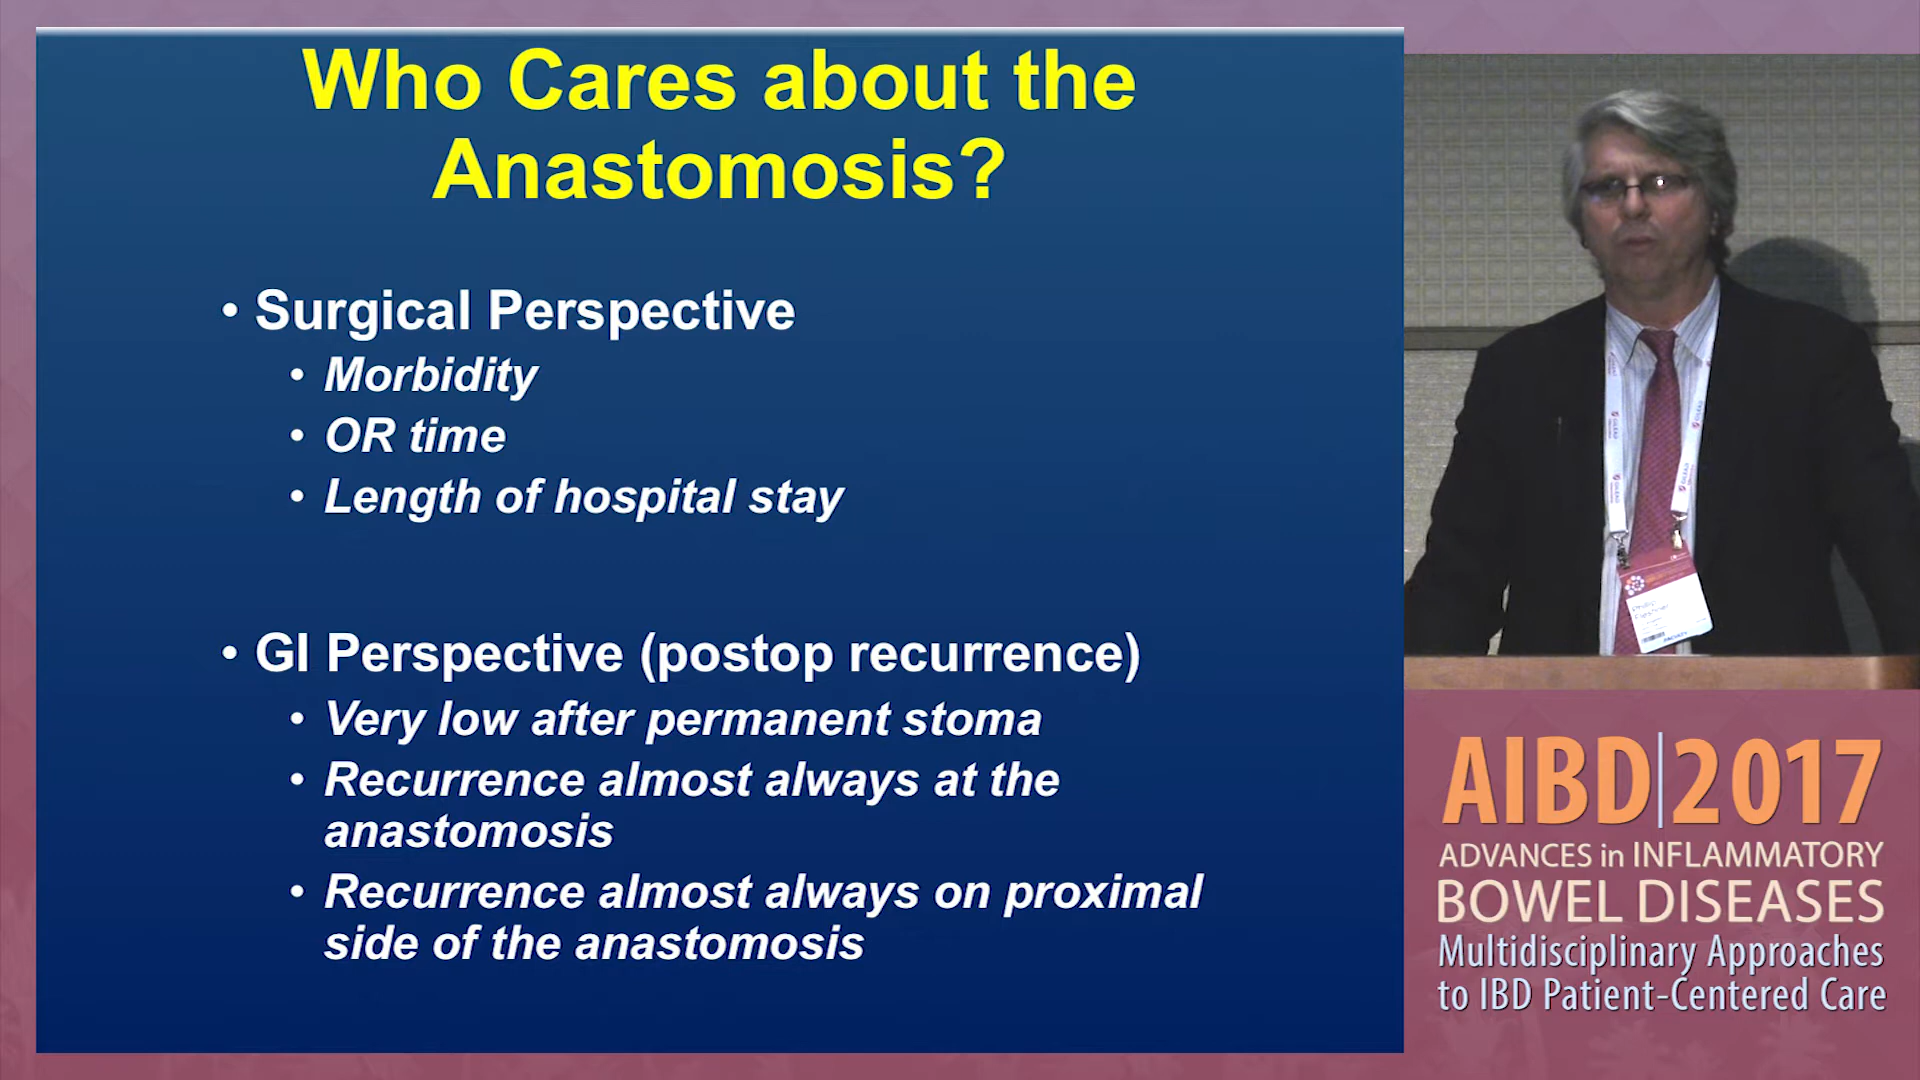 Who Cares about the
Anastomosis?
• Surgical Perspective
• Morbidity
• OR time
• Length of hospital stay
• GI Perspective (postop recurrence)
• Very low after permanent stoma
• Recurrence almost always at the
anastomosis
• Recurrence almost always on proximal
side of the anastomosis
AIBD|2017
ADVANCES in INFLAMMATORY
BOWEL DISEASES
Multidisciplinary Approaches
to IBD Patient-Centered Care